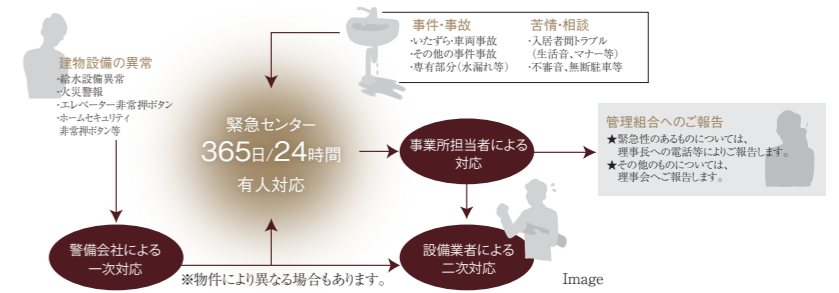 事件・事故
・いたずら・車両事故
・その他の事件事故
・専有部分（水漏れ等）
苦情・相談
・入居者間トラブル
（生活音、マナー等）
・不審音、無断駐車等
建物設備の異常
・給水設備異常
・火災警報
・エレベーター非常押ボタン
・ホームセキュリティ
非常押ボタン等
緊急センター
365日/24時間
有人対応
事業所担当者による
対応
管理組合へのご報告
★緊急性のあるものについては、
理事長への電話等によりご報告します。
★その他のものについては、
理事会へご報告します。
警備会社による
一次対応
設備業者による
二次対応
※物件により異なる場合もあります。
Image